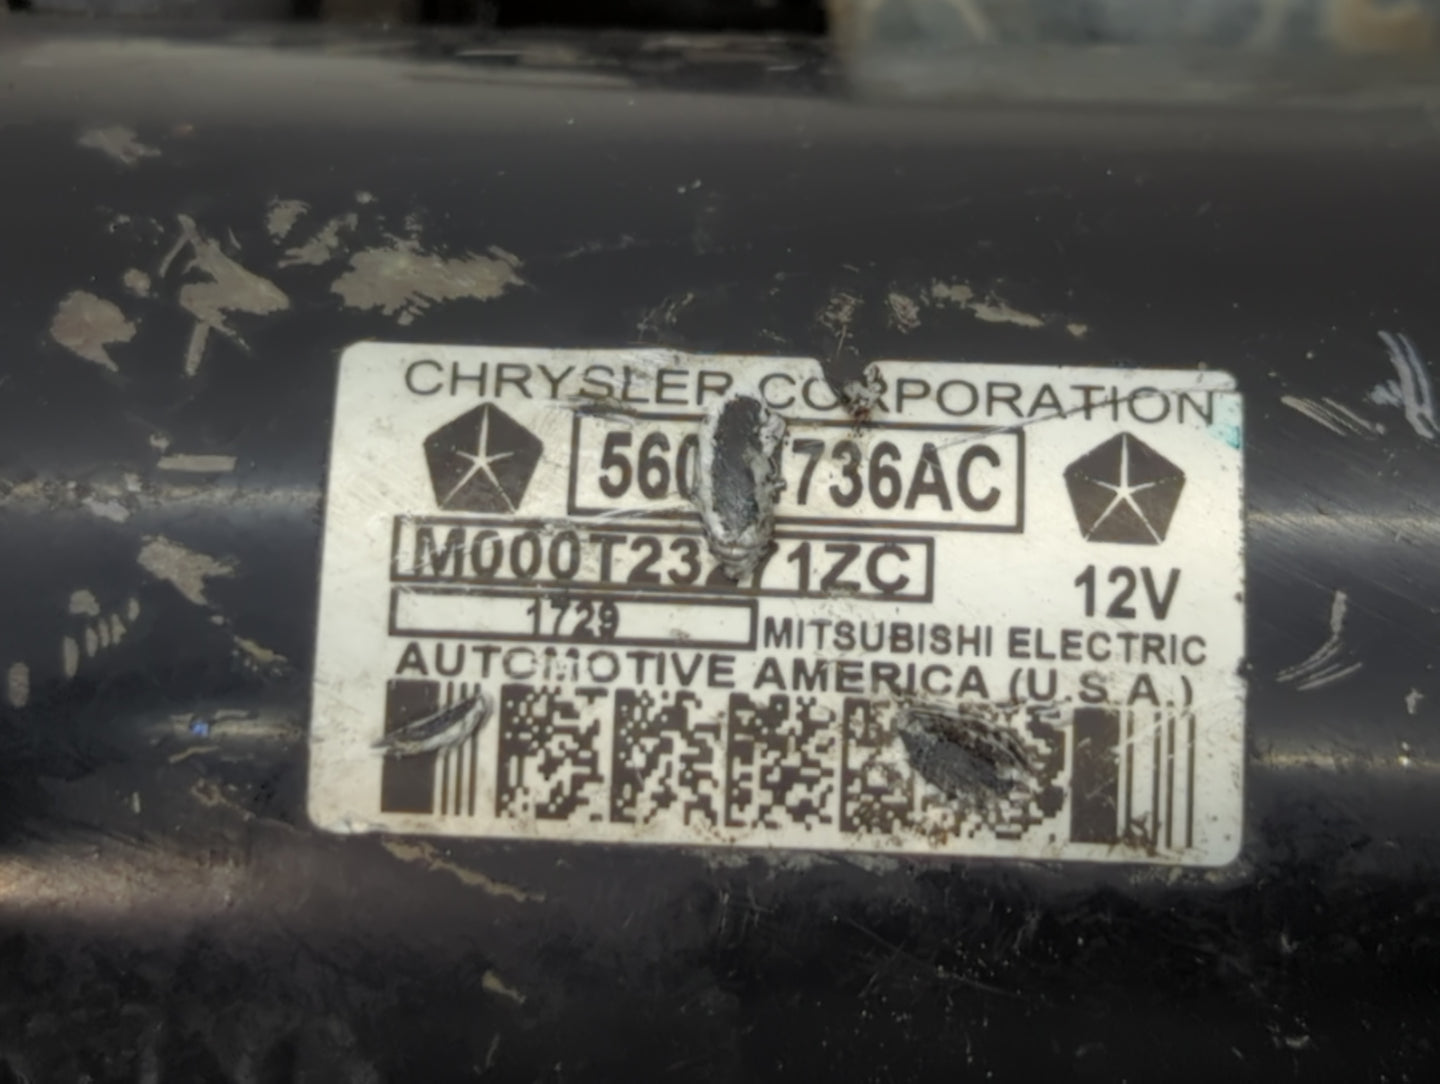 CHRYSLER CORPORATION
12V
1729
MITSUBISHI ELECTRIC
AUTOMOTIVE AMERICA (U.S.A.)